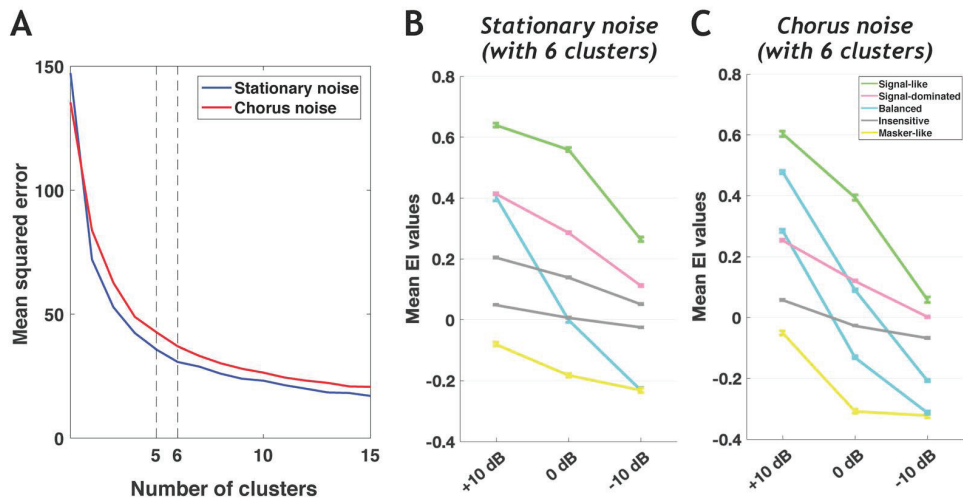 A
150
100
50
0
Mean squared error
Stationary noise
Chorus noise
5 6 10 15
Number of clusters
B
Stationary noise
(with 6 clusters)
0.8
0.6
0.4
0.2
0
-0.2
-0.4
Mean EI values
+10 dB
0 dB
-10 dB
C
Chorus noise
(with 6 clusters)
0.8
0.6
0.4
0.2
0
-0.2
-0.4
Mean EI values
Signal-like
Signal-dominated
Balanced
Insensitive
Masker-like
+10 dB
0 dB
-10 dB